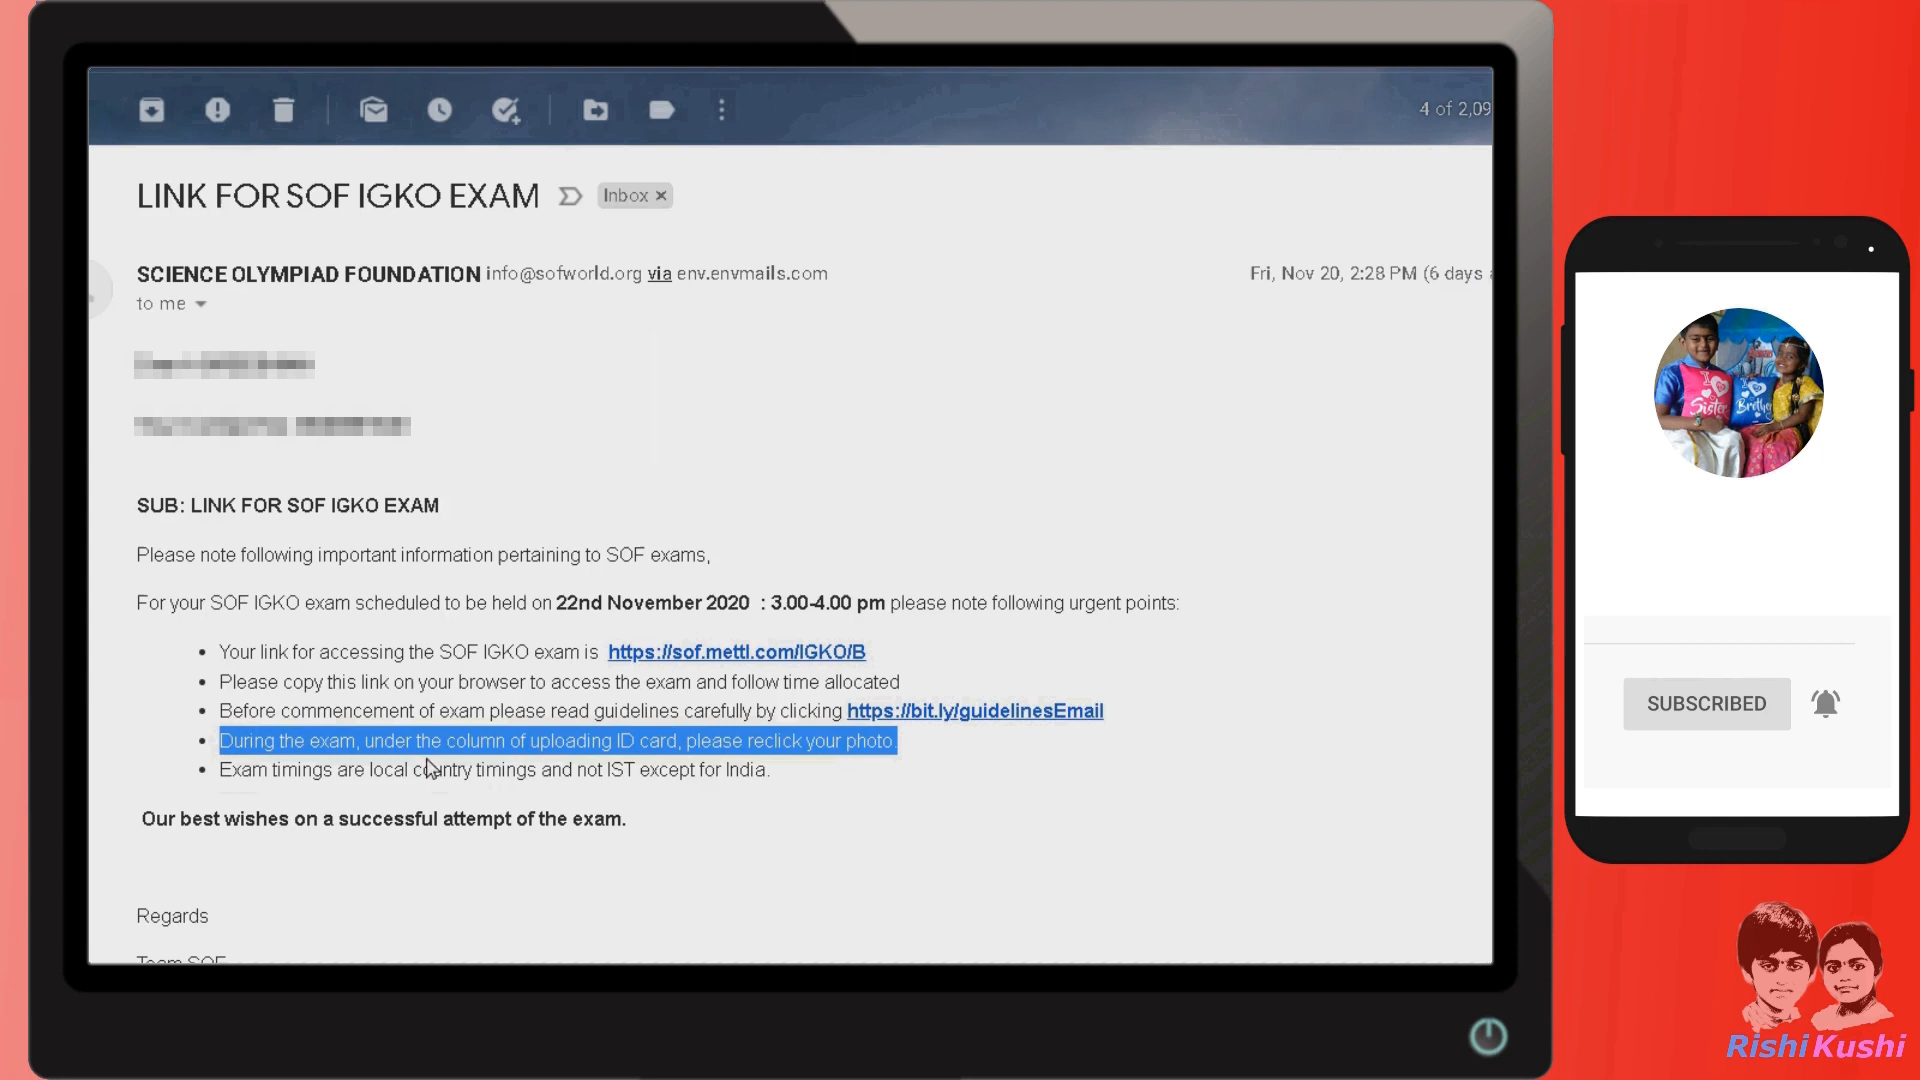 4 of 2,09
LINK FOR SOF IGKO EXAM
Inbox ×
SCIENCE OLYMPIAD FOUNDATION info@sofworld.org via env.envmails.com
Fri, Nov 20, 2:28 PM (6 days
to me
SUB: LINK FOR SOF IGKO EXAM
Please note following important information pertaining to SOF exams,
For your SOF IGKO exam scheduled to be held on 22nd November 2020 : 3.00-4.00 pm please note following urgent points:
• Your link for accessing the SOF IGKO exam is https://sof.mettl.com/IGKO/B
• Please copy this link on your browser to access the exam and follow time allocated
• Before commencement of exam please read guidelines carefully by clicking https://bit.ly/guidelinesEmail
• During the exam, under the column of uploading ID card, please reclick your photo.
• Exam timings are local country timings and not IST except for India.
Our best wishes on a successful attempt of the exam.
Regards
Team SOF
I
Sister
I
Brother
SUBSCRIBED
RishiKushi